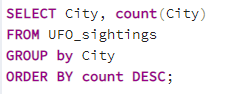 SELECT City, count(City)
FROM UFO_sightings
GROUP by City
ORDER BY count DESC;